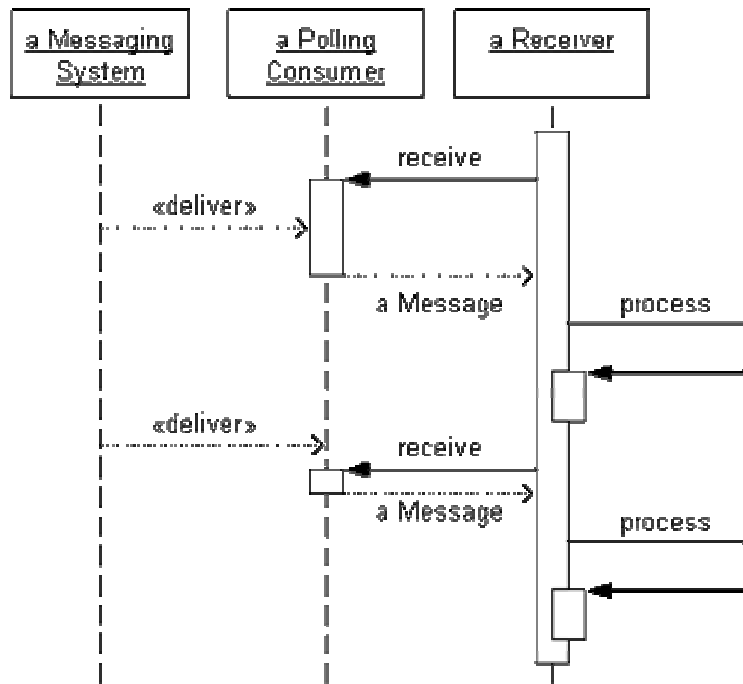 a Messaging
System
a Polling
Consumer
a Receiver
receive
«deliver»
a Message
process
«deliver»
receive
a Message
process